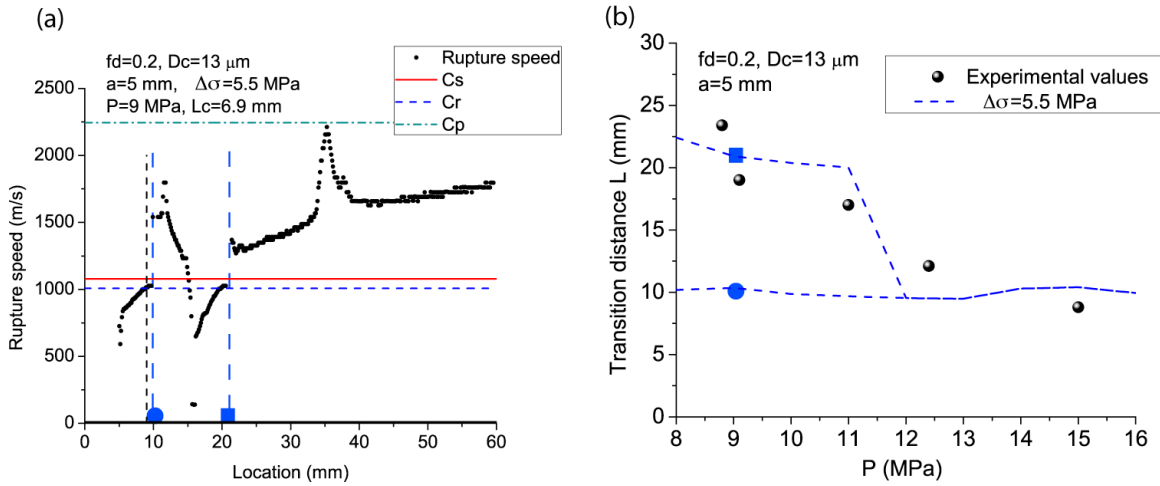 (a)
fd=0.2, Dc=13 μm
a=5 mm, Δσ=5.5 MPa
P=9 MPa, Lc=6.9 mm
Rupture speed
Cs
Cr
Cp
Rupture speed (m/s)
2500
2000
1500
1000
500
0
0 10 20 30 40 50 60
Location (mm)
(b)
fd=0.2, Dc=13 μm
a=5 mm
Experimental values
Δσ=5.5 MPa
Transition distance L (mm)
30
25
20
15
10
5
0
8 9 10 11 12 13 14 15 16
P (MPa)